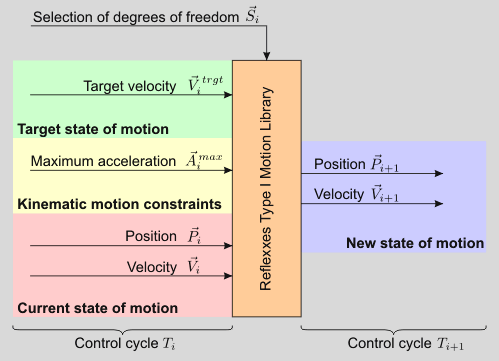 Selection of degrees of freedom $\vec{S}_i$
Target velocity $\vec{V}_i^{\,trgt}$
Target state of motion
Maximum acceleration $\vec{A}_i^{\,max}$
Kinematic motion constraints
Position $\vec{P}_i$
Velocity $\vec{V}_i$
Current state of motion
Reflexxes Type I Motion Library
Position $\vec{P}_{i+1}$
Velocity $\vec{V}_{i+1}$
New state of motion
Control cycle $T_i$
Control cycle $T_{i+1}$